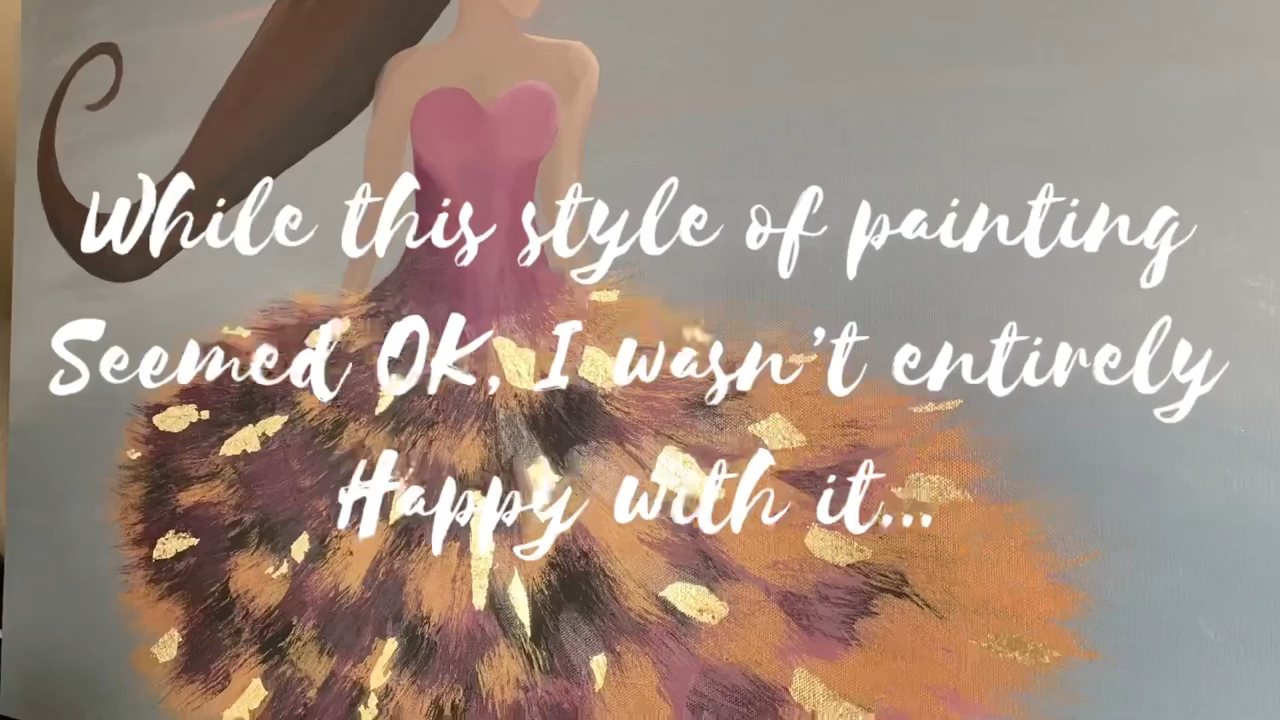 While this style of painting
Seemed OK, I wasn't entirely
Happy with it...